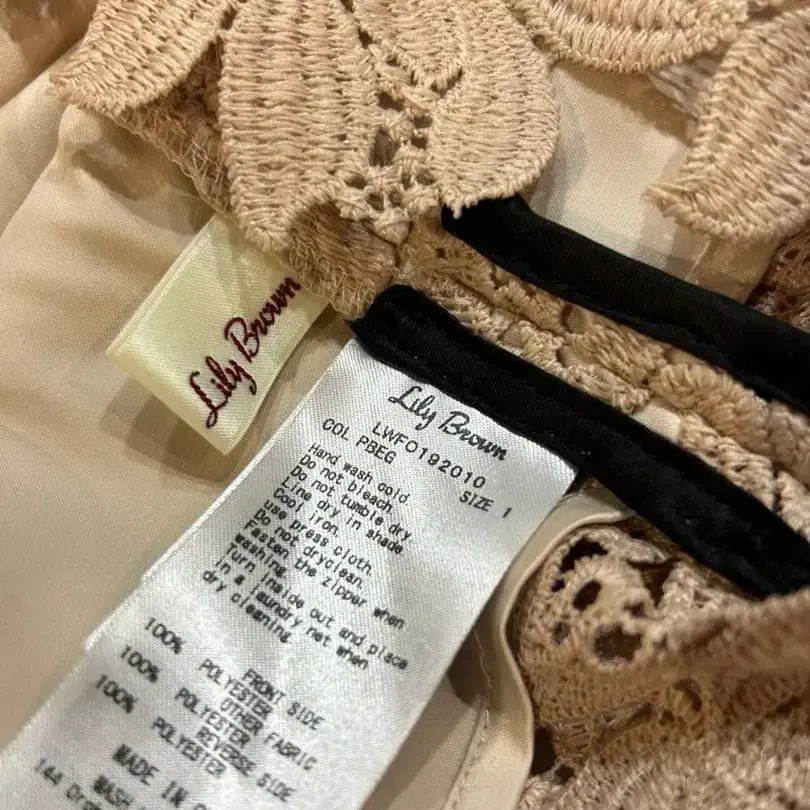 Lily Brown
Lily Brown
LWFO192010
COL PBEG
SIZE 1
Hand wash cold.
Do not bleach.
Do not tumble dry.
Line dry in shade.
Cool iron.
use press cloth.
Do not dryclean.
Fasten the zipper when
washing.
Turn inside out and place
in a laundry net when
dry cleaning.
FRONT SIDE
100% POLYESTER
OTHER FABRIC
100% POLYESTER
REVERSE SIDE
100% POLYESTER
MADE IN
WASH
144